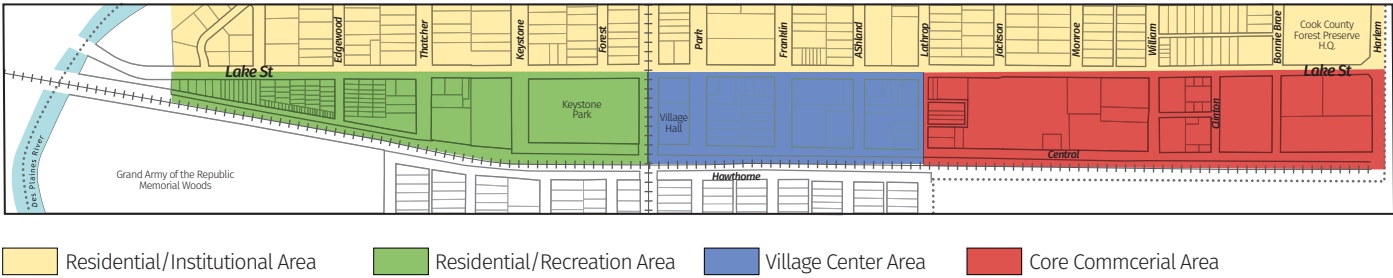 Edgewood
Thatcher
Keystone
Forest
Park
Franklin
AShland
Lathrop
Jackson
Monroe
William
Bonnie Brae
Cook County
Forest Preserve
H.Q.
Harlem
Lake St
Lake St
Keystone
Park
Village
Hall
Clinton
Central
Des Plaines River
Grand Army of the Republic
Memorial Woods
Hawthorne
Residential/Institutional Area
Residential/Recreation Area
Village Center Area
Core Commcerial Area